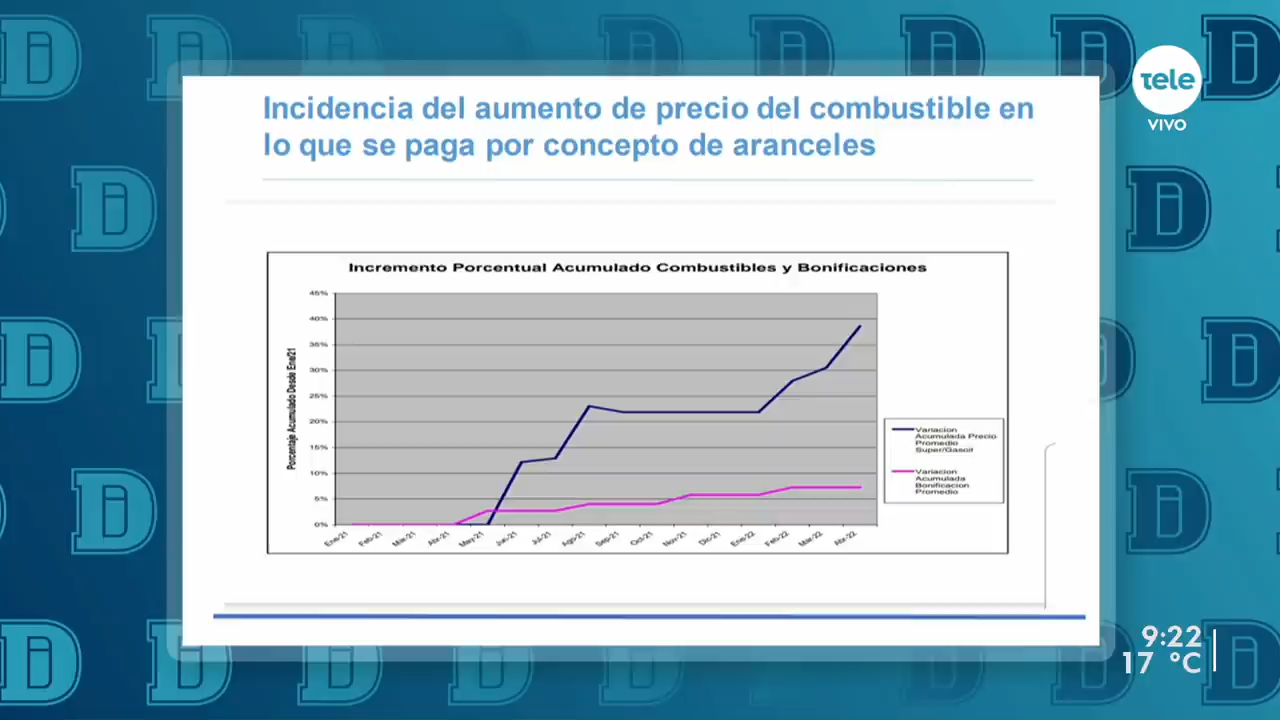 Incidencia del aumento de precio del combustible en
lo que se paga por concepto de aranceles
tele
VIVO
Incremento Porcentual Acumulado Combustibles y Bonificaciones
Porcentaje Acumulado Desde Ene/21
45%
40%
35%
30%
25%
20%
15%
10%
5%
0%
Ene-21
Feb-21
Mar-21
Abr-21
May-21
Jun-21
Jul-21
Ago-21
Sep-21
Oct-21
Nov-21
Dic-21
Ene-22
Feb-22
Mar-22
Abr-22
Variacion
Acumulada Precio
Promedio
Super/Gasoil
Variacion
Acumulada
Bonificacion
Promedio
9:22
17 °C